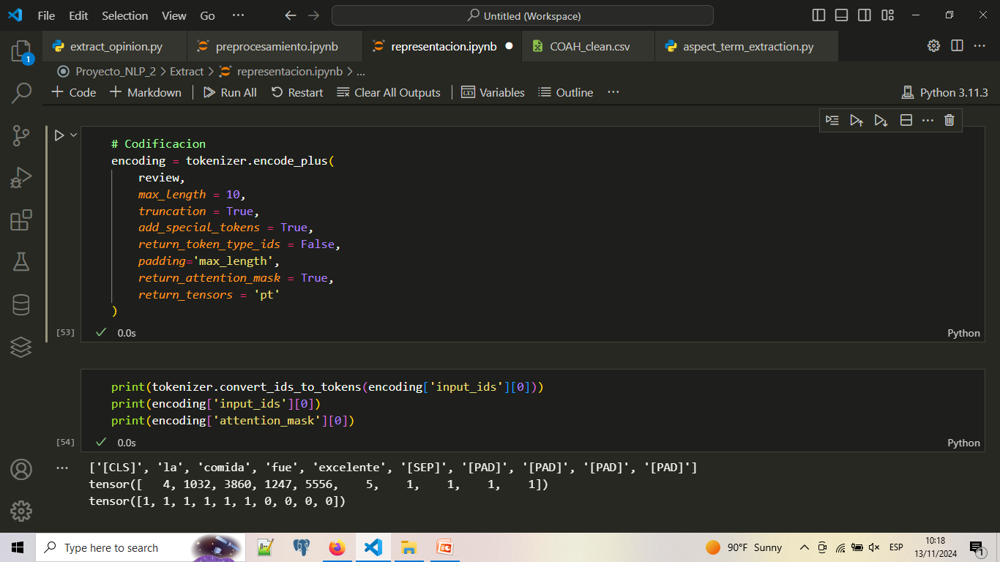 File Edit Selection View Go ··· Untitled (Workspace)
1
extract_opinion.py preprocesamiento.ipynb representacion.ipynb COAH_clean.csv aspect_term_extraction.py
Proyecto_NLP_2 > Extract > representacion.ipynb > ...
+ Code + Markdown Run All Restart Clear All Outputs Variables Outline ··· Python 3.11.3
# Codificacion
encoding = tokenizer.encode_plus(
review,
max_length = 10,
truncation = True,
add_special_tokens = True,
return_token_type_ids = False,
padding='max_length',
return_attention_mask = True,
return_tensors = 'pt'
)
[53] 0.0s Python
print(tokenizer.convert_ids_to_tokens(encoding['input_ids'][0]))
print(encoding['input_ids'][0])
print(encoding['attention_mask'][0])
[54] 0.0s Python
['[CLS]', 'la', 'comida', 'fue', 'excelente', '[SEP]', '[PAD]', '[PAD]', '[PAD]', '[PAD]']
tensor([   4, 1032, 3860, 1247, 5556,    5,    1,    1,    1,    1])
tensor([1, 1, 1, 1, 1, 1, 0, 0, 0, 0])
Type here to search 90°F Sunny ESP 10:18
13/11/2024
1